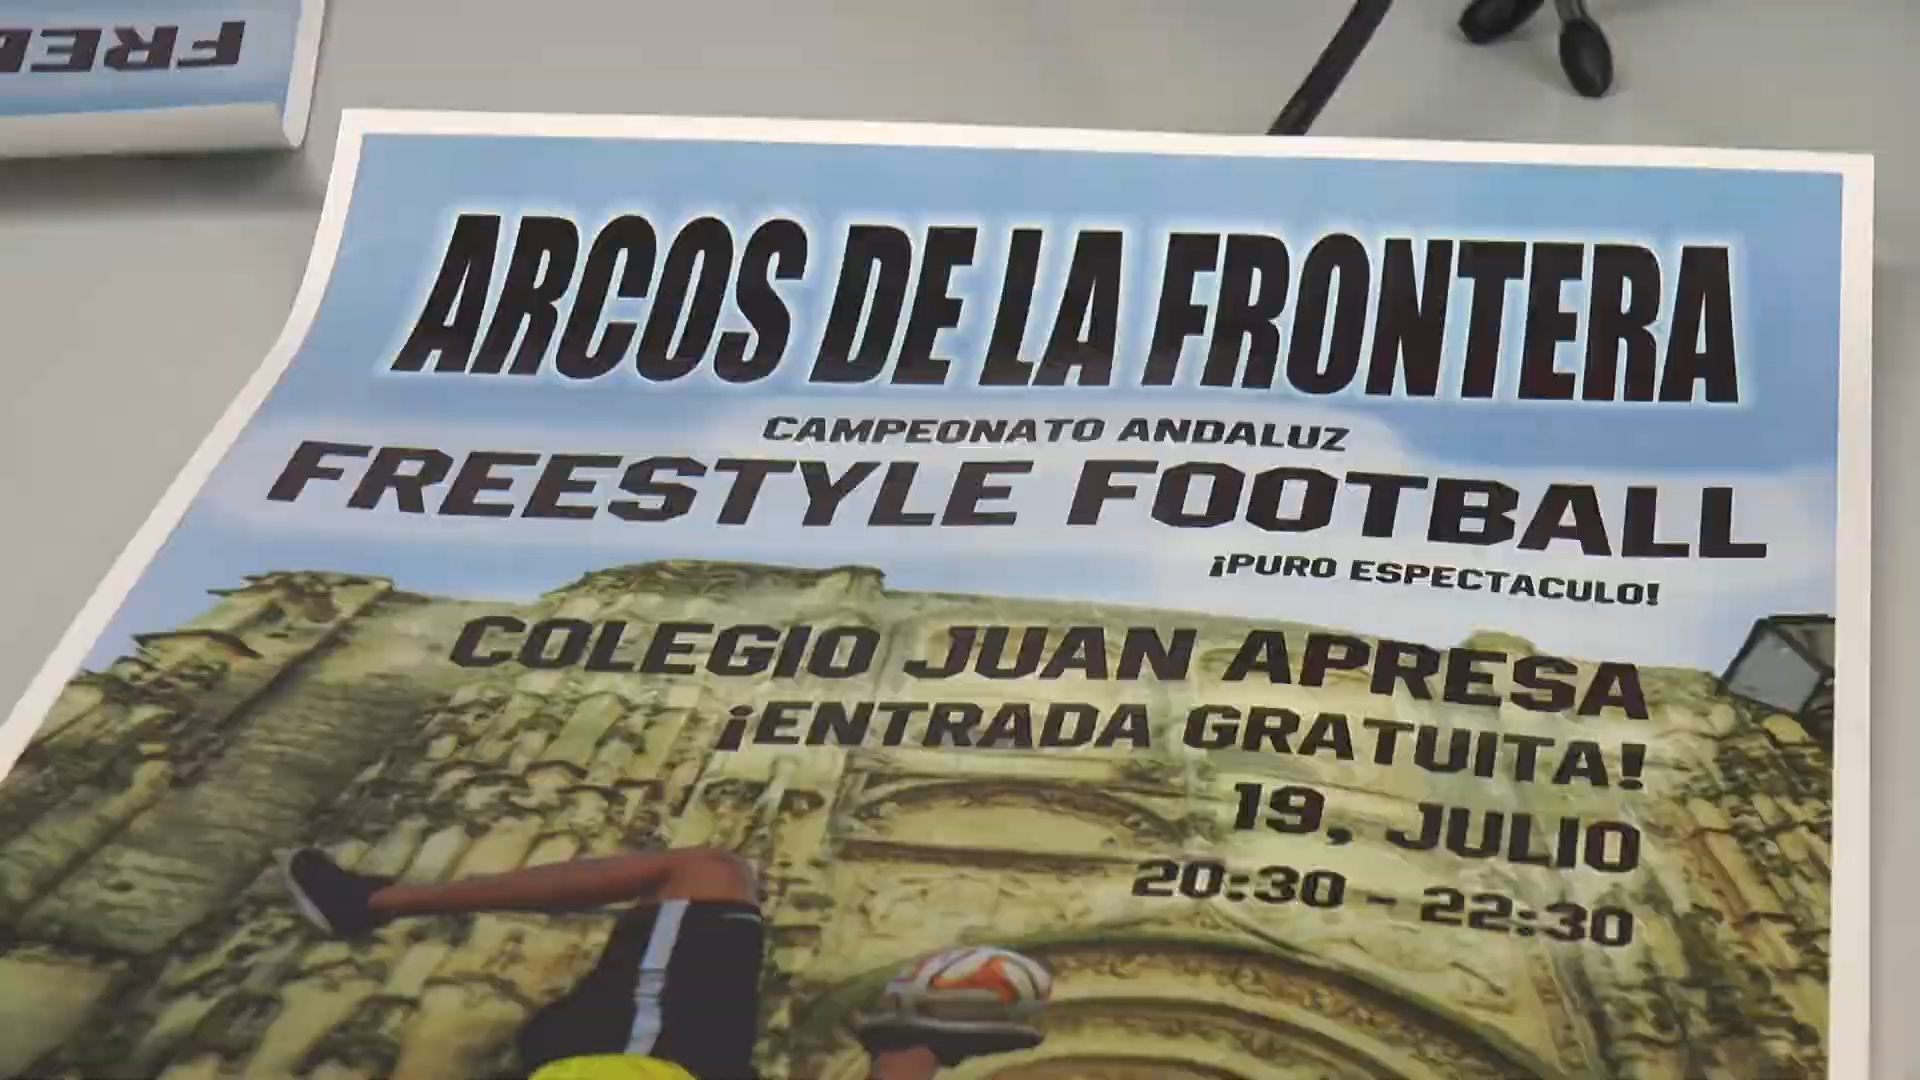 FREE
ARCOS DE LA FRONTERA
CAMPEONATO ANDALUZ
FREESTYLE FOOTBALL
¡PURO ESPECTACULO!
COLEGIO JUAN APRESA
¡ENTRADA GRATUITA!
19, JULIO
20:30 - 22:30